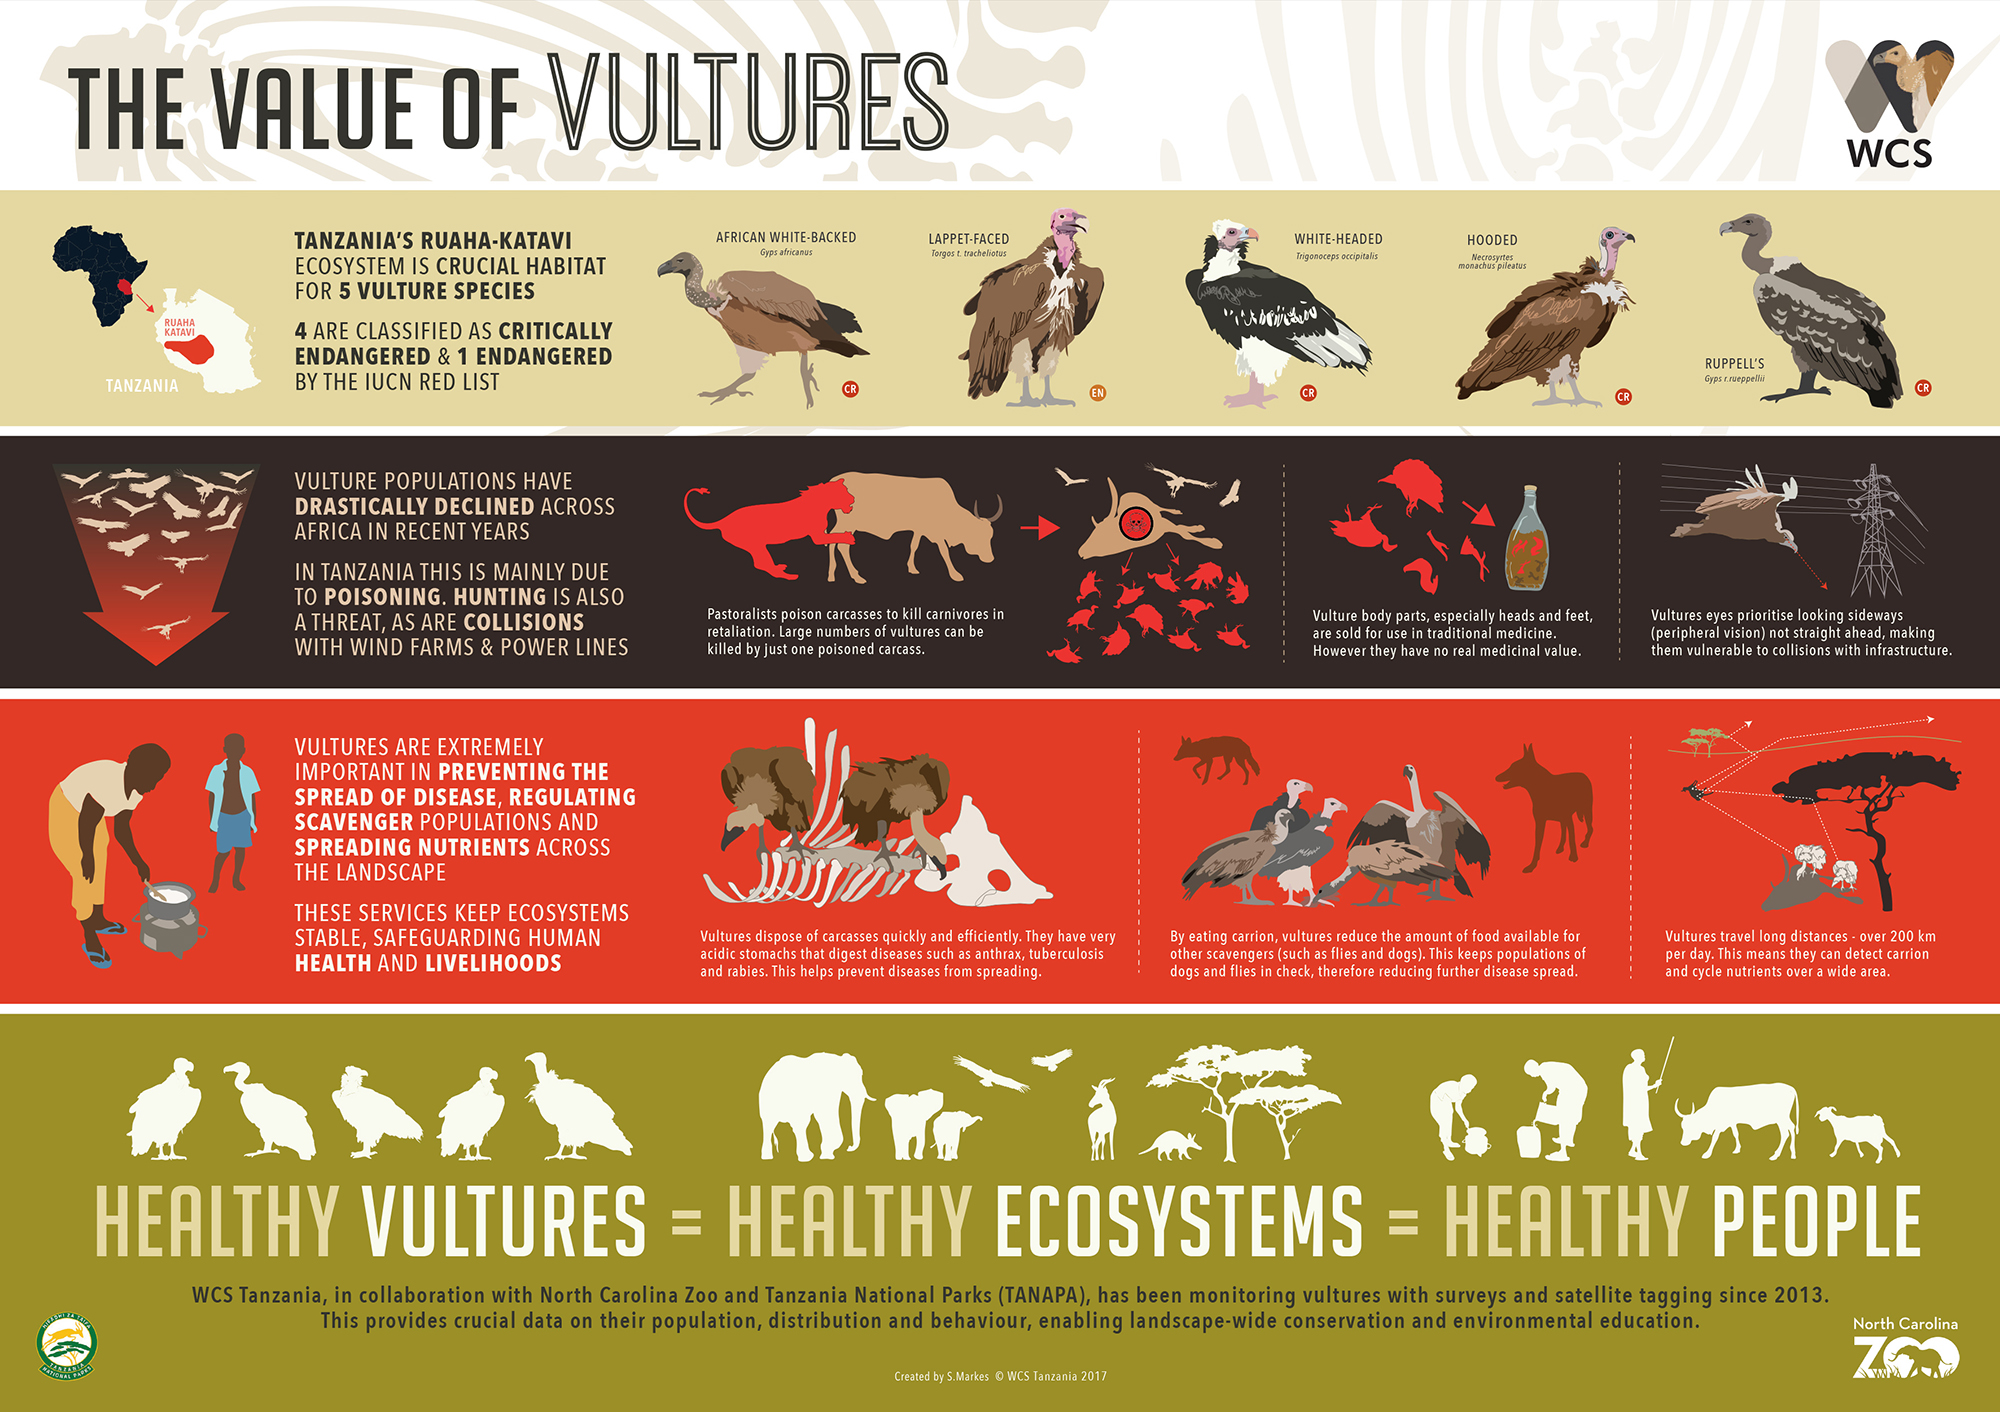 THE VALUE OF VULTURES
WCS
RUAHA
KATAVI
TANZANIA
TANZANIA'S RUAHA-KATAVI
ECOSYSTEM IS CRUCIAL HABITAT
FOR 5 VULTURE SPECIES
4 ARE CLASSIFIED AS CRITICALLY
ENDANGERED & 1 ENDANGERED
BY THE IUCN RED LIST
AFRICAN WHITE-BACKED
Gyps africanus
CR
LAPPET-FACED
Torgos t. tracheliotus
EN
WHITE-HEADED
Trigonoceps occipitalis
CR
HOODED
Necrosyrtes
monachus pileatus
CR
RUPPELL'S
Gyps r.rueppellii
CR
VULTURE POPULATIONS HAVE
DRASTICALLY DECLINED ACROSS
AFRICA IN RECENT YEARS
IN TANZANIA THIS IS MAINLY DUE
TO POISONING. HUNTING IS ALSO
A THREAT, AS ARE COLLISIONS
WITH WIND FARMS & POWER LINES
Pastoralists poison carcasses to kill carnivores in
retaliation. Large numbers of vultures can be
killed by just one poisoned carcass.
Vulture body parts, especially heads and feet,
are sold for use in traditional medicine.
However they have no real medicinal value.
Vultures eyes prioritise looking sideways
(peripheral vision) not straight ahead, making
them vulnerable to collisions with infrastructure.
VULTURES ARE EXTREMELY
IMPORTANT IN PREVENTING THE
SPREAD OF DISEASE, REGULATING
SCAVENGER POPULATIONS AND
SPREADING NUTRIENTS ACROSS
THE LANDSCAPE
THESE SERVICES KEEP ECOSYSTEMS
STABLE, SAFEGUARDING HUMAN
HEALTH AND LIVELIHOODS
Vultures dispose of carcasses quickly and efficiently. They have very
acidic stomachs that digest diseases such as anthrax, tuberculosis
and rabies. This helps prevent diseases from spreading.
By eating carrion, vultures reduce the amount of food available for
other scavengers (such as flies and dogs). This keeps populations of
dogs and flies in check, therefore reducing further disease spread.
Vultures travel long distances - over 200 km
per day. This means they can detect carrion
and cycle nutrients over a wide area.
HEALTHY VULTURES = HEALTHY ECOSYSTEMS = HEALTHY PEOPLE
WCS Tanzania, in collaboration with North Carolina Zoo and Tanzania National Parks (TANAPA), has been monitoring vultures with surveys and satellite tagging since 2013.
This provides crucial data on their population, distribution and behaviour, enabling landscape-wide conservation and environmental education.
TANZANIA
NATIONAL PARKS
North Carolina
ZOO
Created by S.Markes © WCS Tanzania 2017